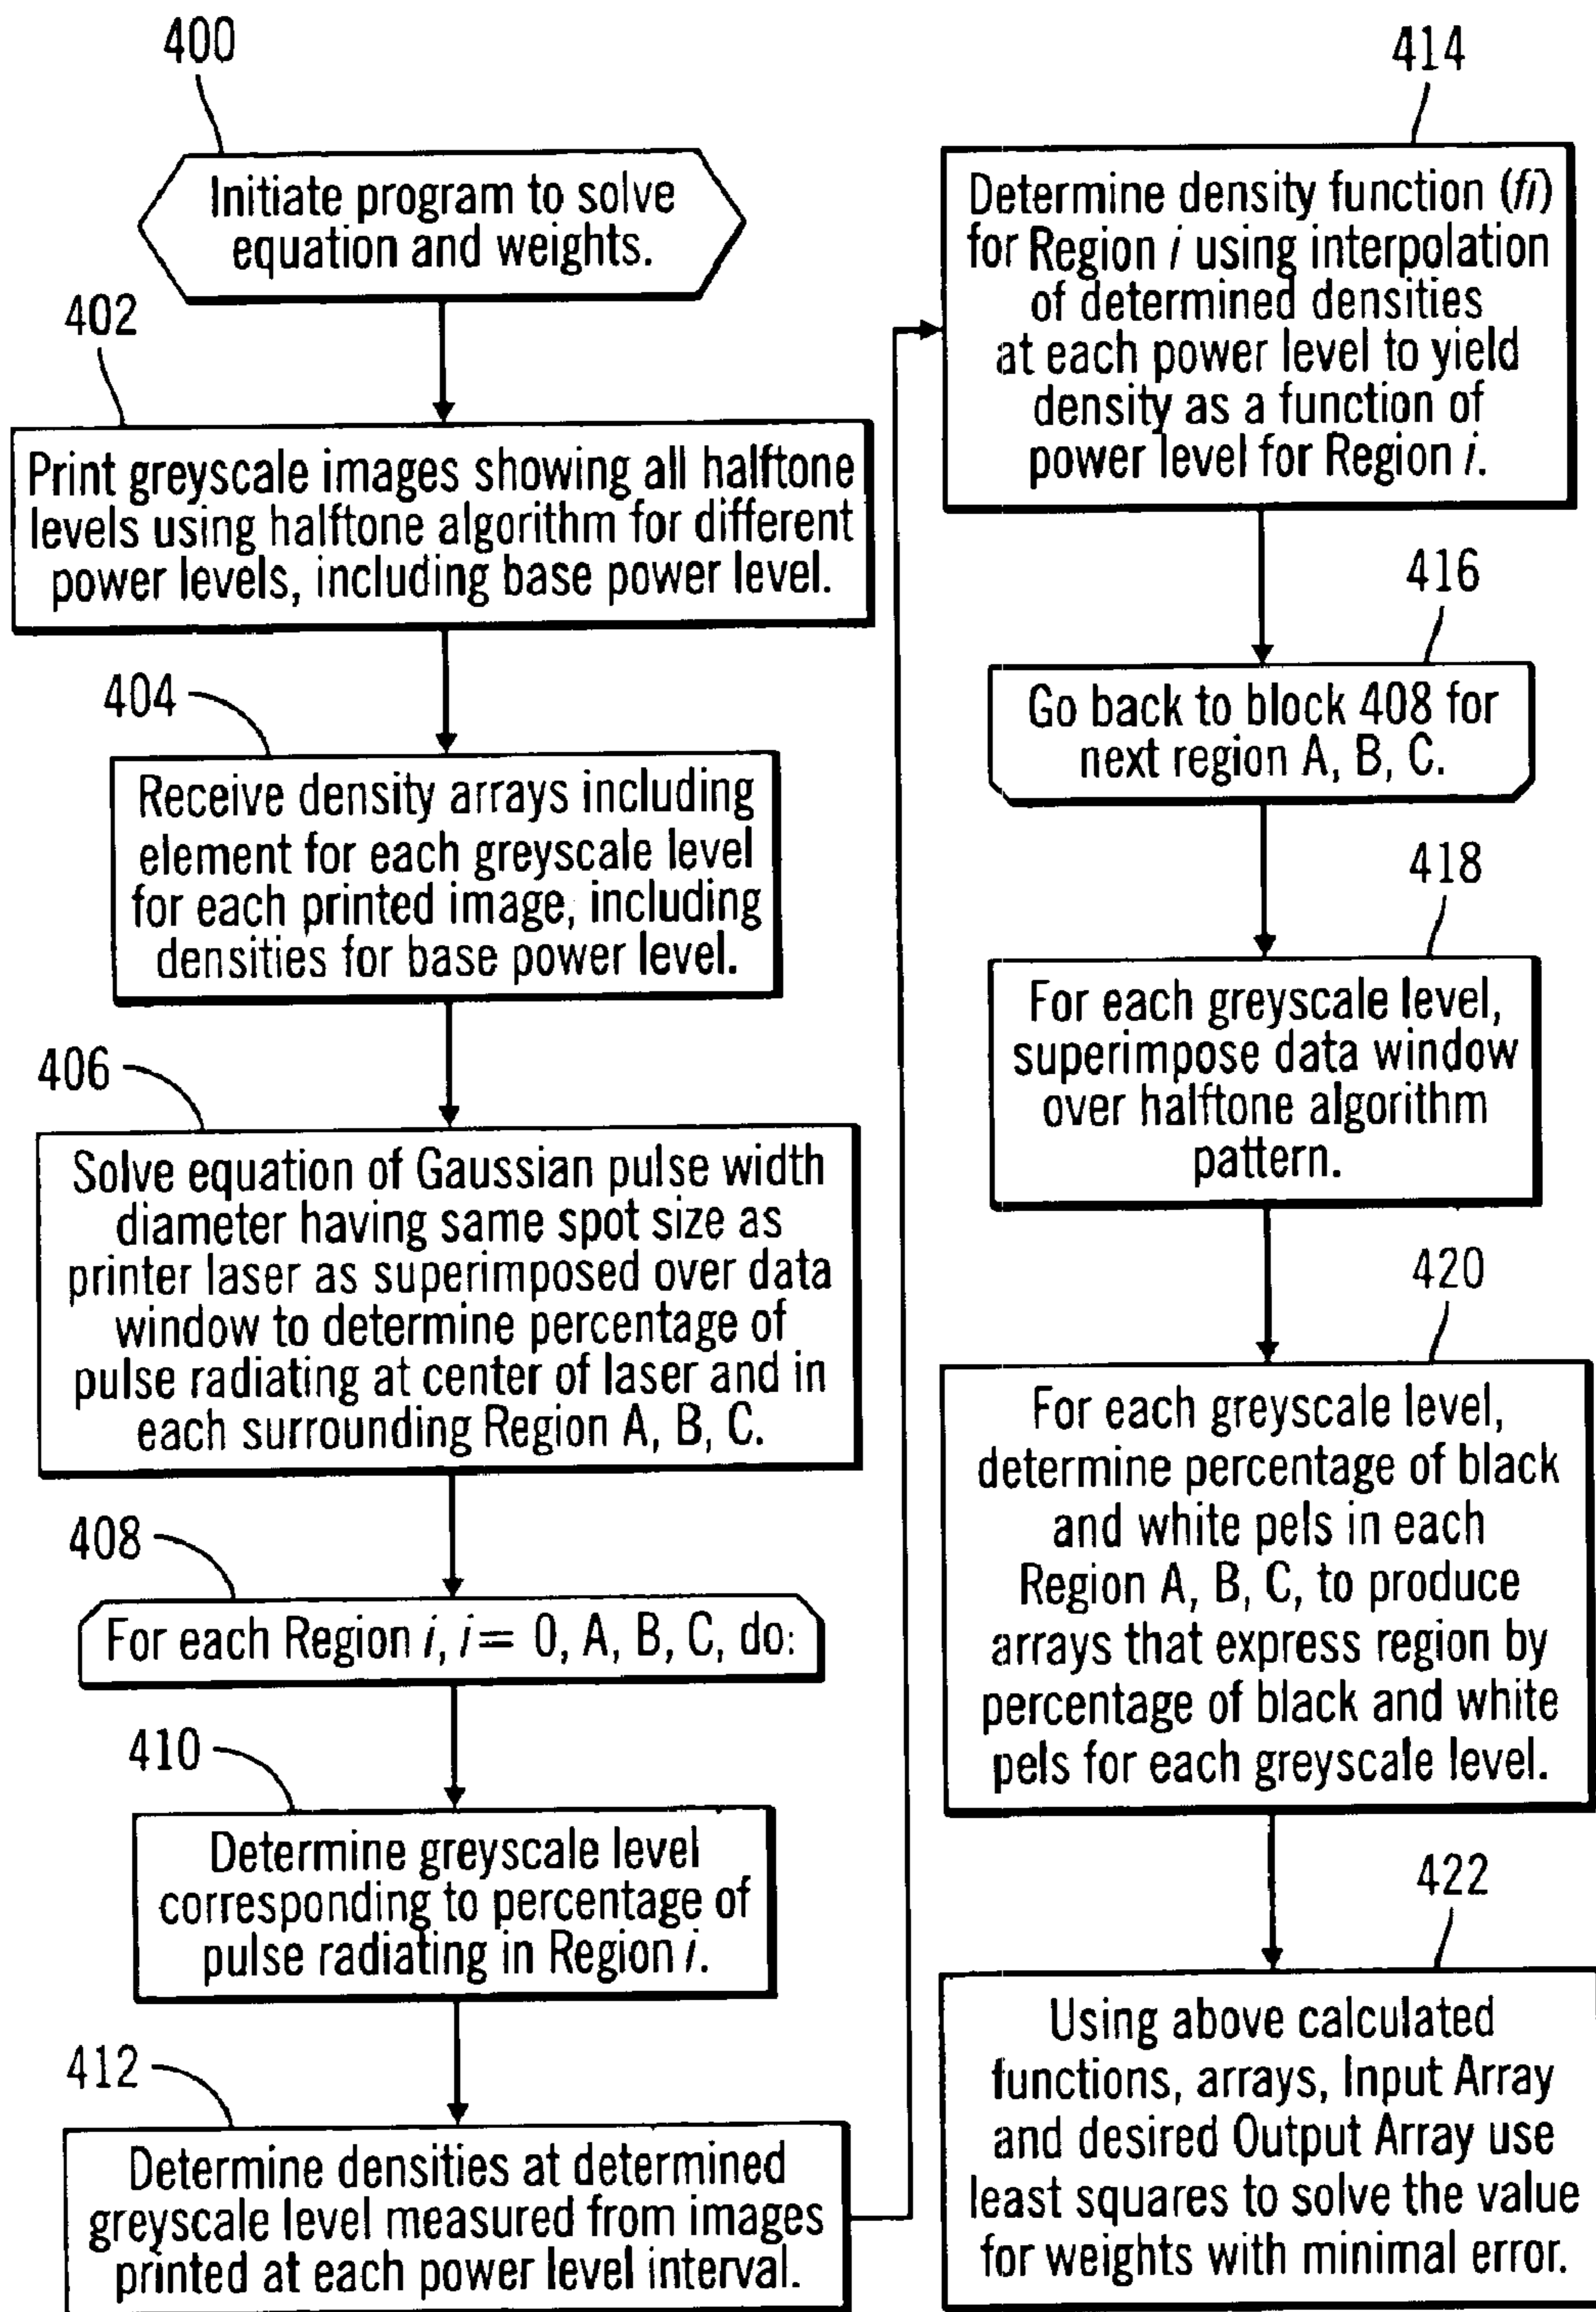 400
Initiate program to solve
equation and weights.
402
Print greyscale images showing all halftone
levels using halftone algorithm for different
power levels, including base power level.
404
Receive density arrays including
element for each greyscale level
for each printed image, including
densities for base power level.
406
Solve equation of Gaussian pulse width
diameter having same spot size as
printer laser as superimposed over data
window to determine percentage of
pulse radiating at center of laser and in
each surrounding Region A, B, C.
408
For each Region i, i = 0, A, B, C, do:
410
Determine greyscale level
corresponding to percentage of
pulse radiating in Region i.
412
Determine densities at determined
greyscale level measured from images
printed at each power level interval.
414
Determine density function (fi)
for Region i using interpolation
of determined densities
at each power level to yield
density as a function of
power level for Region i.
416
Go back to block 408 for
next region A, B, C.
418
For each greyscale level,
superimpose data window
over halftone algorithm
pattern.
420
For each greyscale level,
determine percentage of black
and white pels in each
Region A, B, C, to produce
arrays that express region by
percentage of black and white
pels for each greyscale level.
422
Using above calculated
functions, arrays, Input Array
and desired Output Array use
least squares to solve the value
for weights with minimal error.